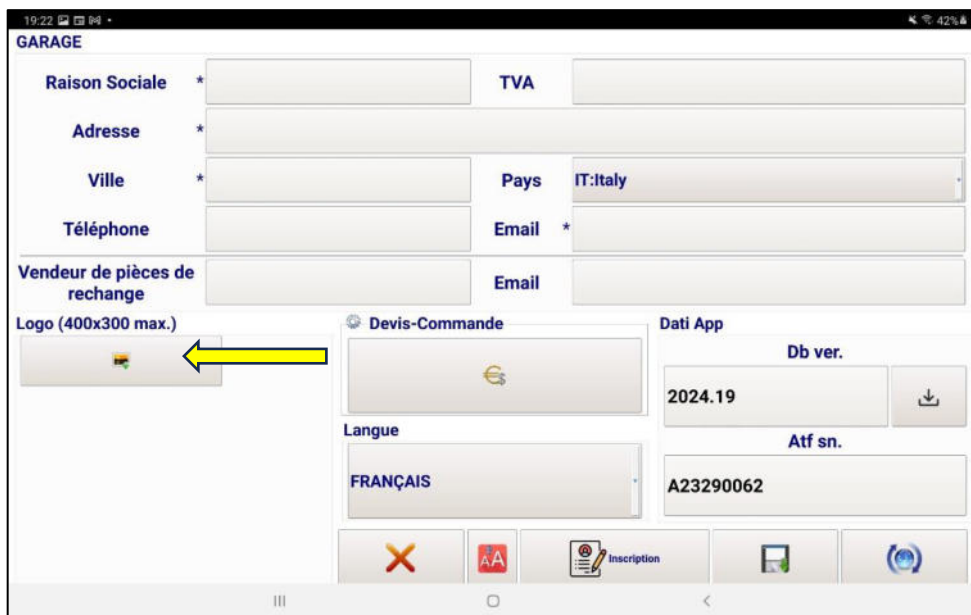 19:22 42%
GARAGE
Raison Sociale * TVA
Adresse *
Ville * Pays IT:Italy
Téléphone Email *
Vendeur de pièces de
rechange
Email
Logo (400x300 max.) Devis-Commande Dati App
Db ver.
2024.19
Langue
Atf sn.
FRANÇAIS A23290062
AA Inscription